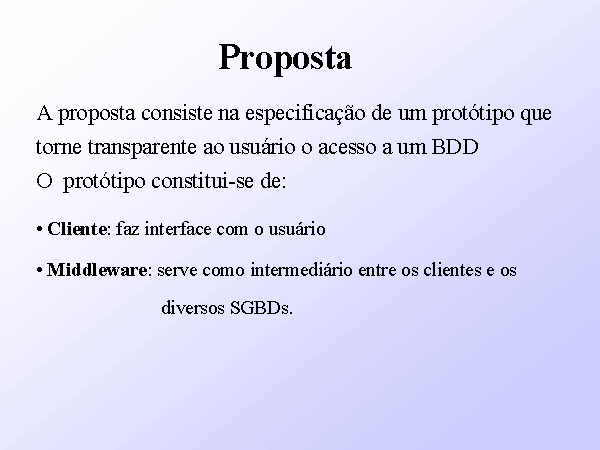 Proposta
A proposta consiste na especificação de um protótipo que
torne transparente ao usuário o acesso a um BDD
O protótipo constitui-se de:
• Cliente: faz interface com o usuário
• Middleware: serve como intermediário entre os clientes e os
diversos SGBDs.